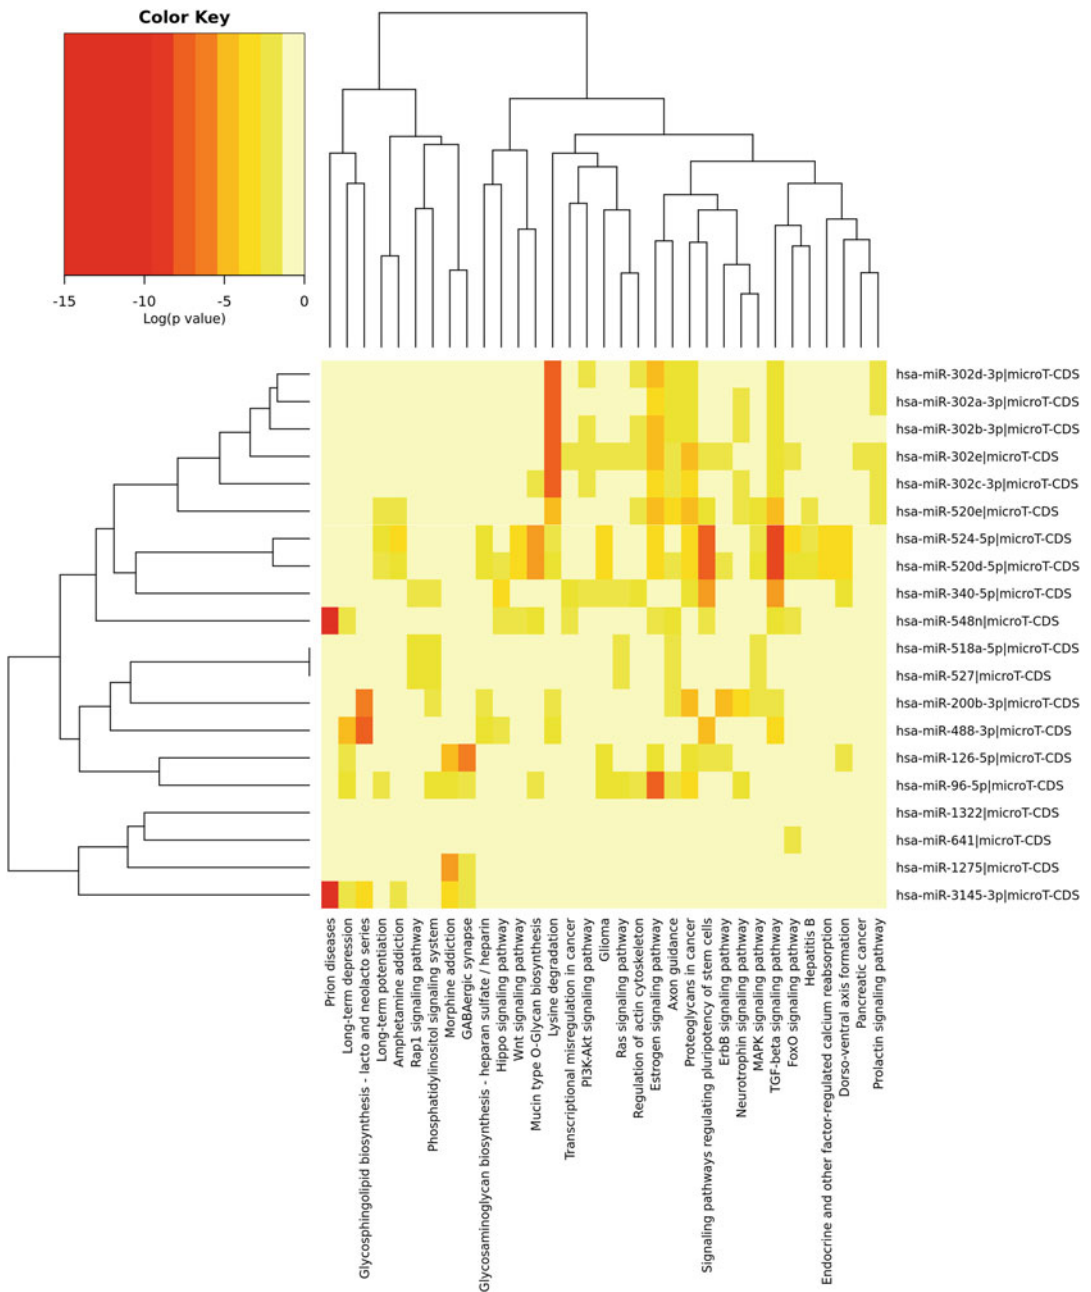 Color Key
-15
-10
-5
0
Log(p value)
hsa-miR-302d-3p|microT-CDS
hsa-miR-302a-3p|microT-CDS
hsa-miR-302b-3p|microT-CDS
hsa-miR-302e|microT-CDS
hsa-miR-302c-3p|microT-CDS
hsa-miR-520e|microT-CDS
hsa-miR-524-5p|microT-CDS
hsa-miR-520d-5p|microT-CDS
hsa-miR-340-5p|microT-CDS
hsa-miR-548n|microT-CDS
hsa-miR-518a-5p|microT-CDS
hsa-miR-527|microT-CDS
hsa-miR-200b-3p|microT-CDS
hsa-miR-488-3p|microT-CDS
hsa-miR-126-5p|microT-CDS
hsa-miR-96-5p|microT-CDS
hsa-miR-1322|microT-CDS
hsa-miR-641|microT-CDS
hsa-miR-1275|microT-CDS
hsa-miR-3145-3p|microT-CDS
Prion diseases
Long-term depression
Glycosphingolipid biosynthesis - lacto and neolacto series
Long-term potentiation
Amphetamine addiction
Rap1 signaling pathway
Phosphatidylinositol signaling system
Morphine addiction
GABAergic synapse
Glycosaminoglycan biosynthesis - heparan sulfate / heparin
Hippo signaling pathway
Wnt signaling pathway
Mucin type O-Glycan biosynthesis
Lysine degradation
Transcriptional misregulation in cancer
PI3K-Akt signaling pathway
Glioma
Ras signaling pathway
Regulation of actin cytoskeleton
Estrogen signaling pathway
Axon guidance
Proteoglycans in cancer
Signaling pathways regulating pluripotency of stem cells
ErbB signaling pathway
Neurotrophin signaling pathway
MAPK signaling pathway
TGF-beta signaling pathway
FoxO signaling pathway
Hepatitis B
Endocrine and other factor-regulated calcium reabsorption
Dorso-ventral axis formation
Pancreatic cancer
Prolactin signaling pathway